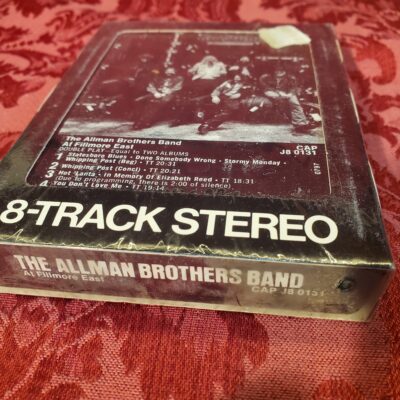 The Allman Brothers Band
At Fillmore East
DOUBLE PLAY—Equal to TWO ALBUMS
CAP
J8 0131
1 Statesboro Blues • Done Somebody Wrong • Stormy Monday •
Whipping Post (Beg) • TT 20:31
2 Whipping Post (Concl) • TT 20:21
3 Hot 'Lanta • In Memory Of Elizabeth Reed • TT 18:31
(Due to programming, there is 2:00 of silence)
4 You Don't Love Me • TT 19:14
8-TRACK STEREO
THE ALLMAN BROTHERS BAND
At Fillmore East
CAP J8 0131